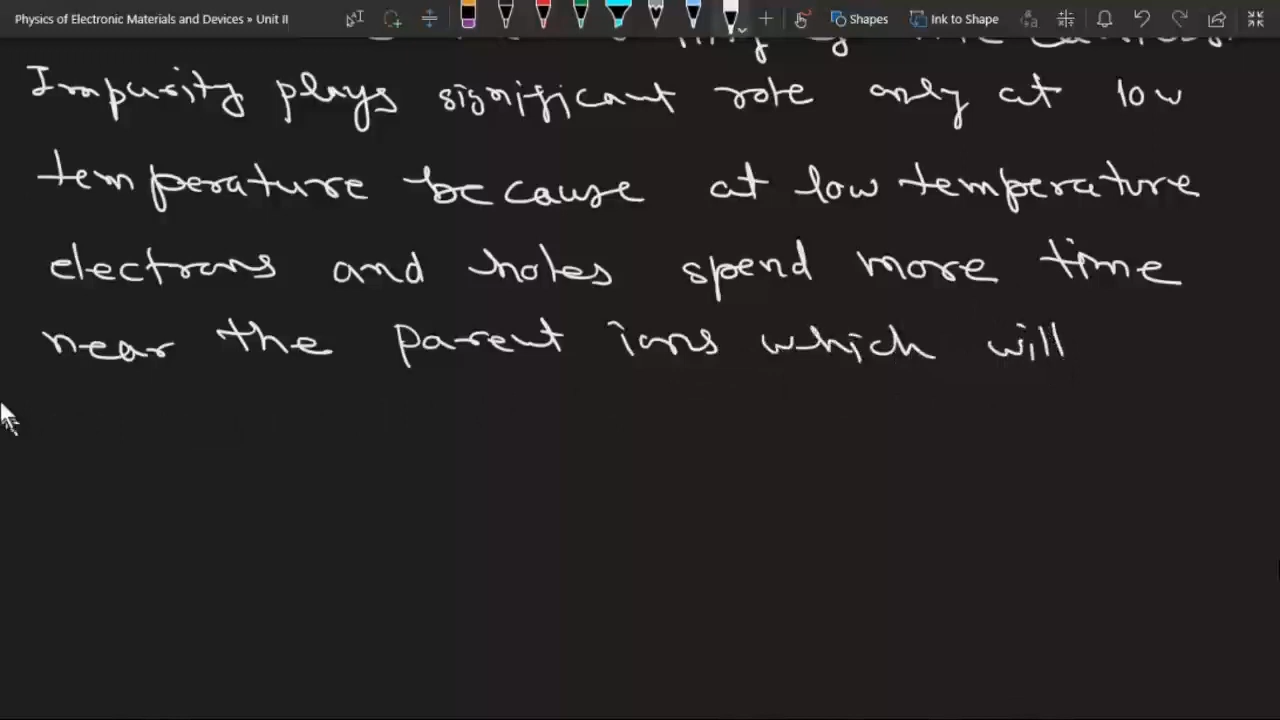 Physics of Electronic Materials and Devices » Unit II
Shapes
Ink to Shape
Impurity plays significant role only at low
temperature because at low temperature
electrons and holes spend more time
near the parent ions which will